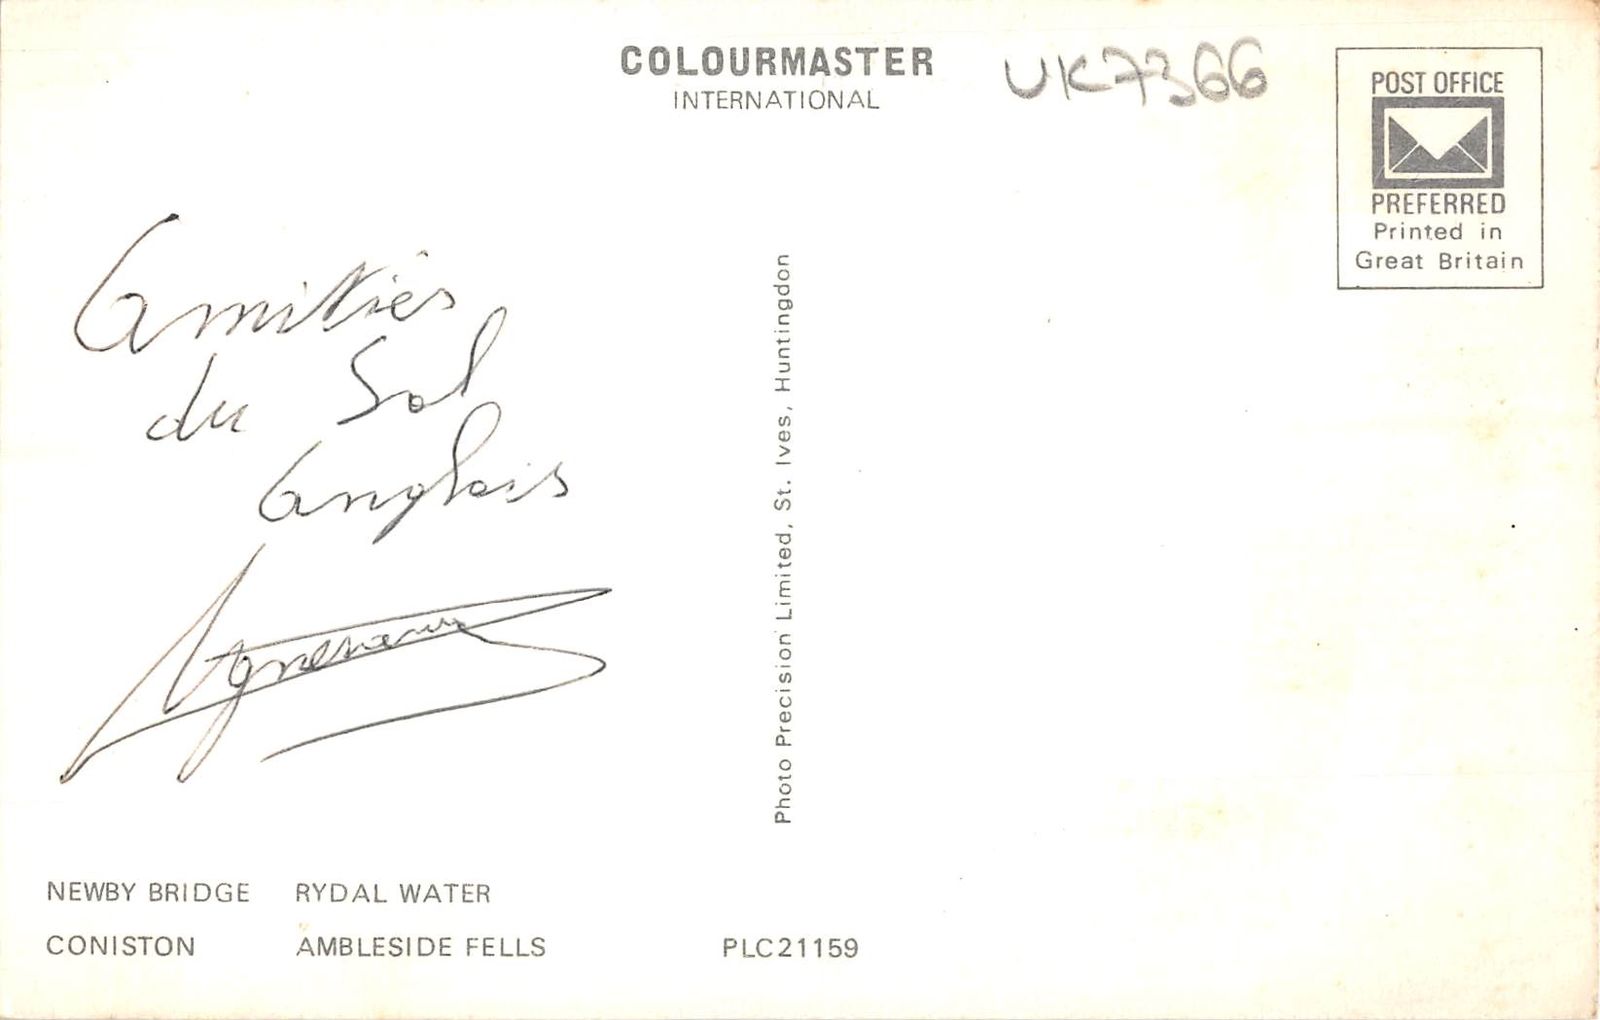 COLOURMASTER
INTERNATIONAL
UK7366
POST OFFICE
PREFERRED
Printed in
Great Britain
Amitiés
du Sol
Anglais
Photo Precision Limited, St. Ives, Huntingdon
NEWBY BRIDGE RYDAL WATER
CONISTON AMBLESIDE FELLS
PLC21159